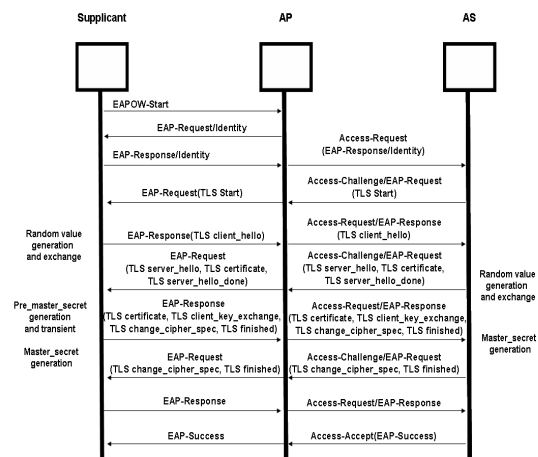 Supplicant
AP
AS
EAPOW-Start
EAP-Request/Identity
Access-Request
(EAP-Response/Identity)
EAP-Response/Identity
Access-Challenge/EAP-Request
(TLS Start)
EAP-Request(TLS Start)
Access-Request/EAP-Response
(TLS client_hello)
EAP-Response(TLS client_hello)
Random value
generation
and exchange
EAP-Request
(TLS server_hello, TLS certificate,
TLS server_hello_done)
Access-Challenge/EAP-Request
(TLS server_hello, TLS certificate,
TLS server_hello_done)
Random value
generation
and exchange
Pre_master_secret
generation
and transient
EAP-Response
(TLS certificate, TLS client_key_exchange,
TLS change_cipher_spec, TLS finished)
Access-Request/EAP-Response
(TLS certificate, TLS client_key_exchange,
TLS change_cipher_spec, TLS finished)
Master_secret
generation
Master_secret
generation
EAP-Request
(TLS change_cipher_spec, TLS finished)
Access-Challenge/EAP-Request
(TLS change_cipher_spec, TLS finished)
EAP-Response
Access-Request/EAP-Response
EAP-Success
Access-Accept(EAP-Success)